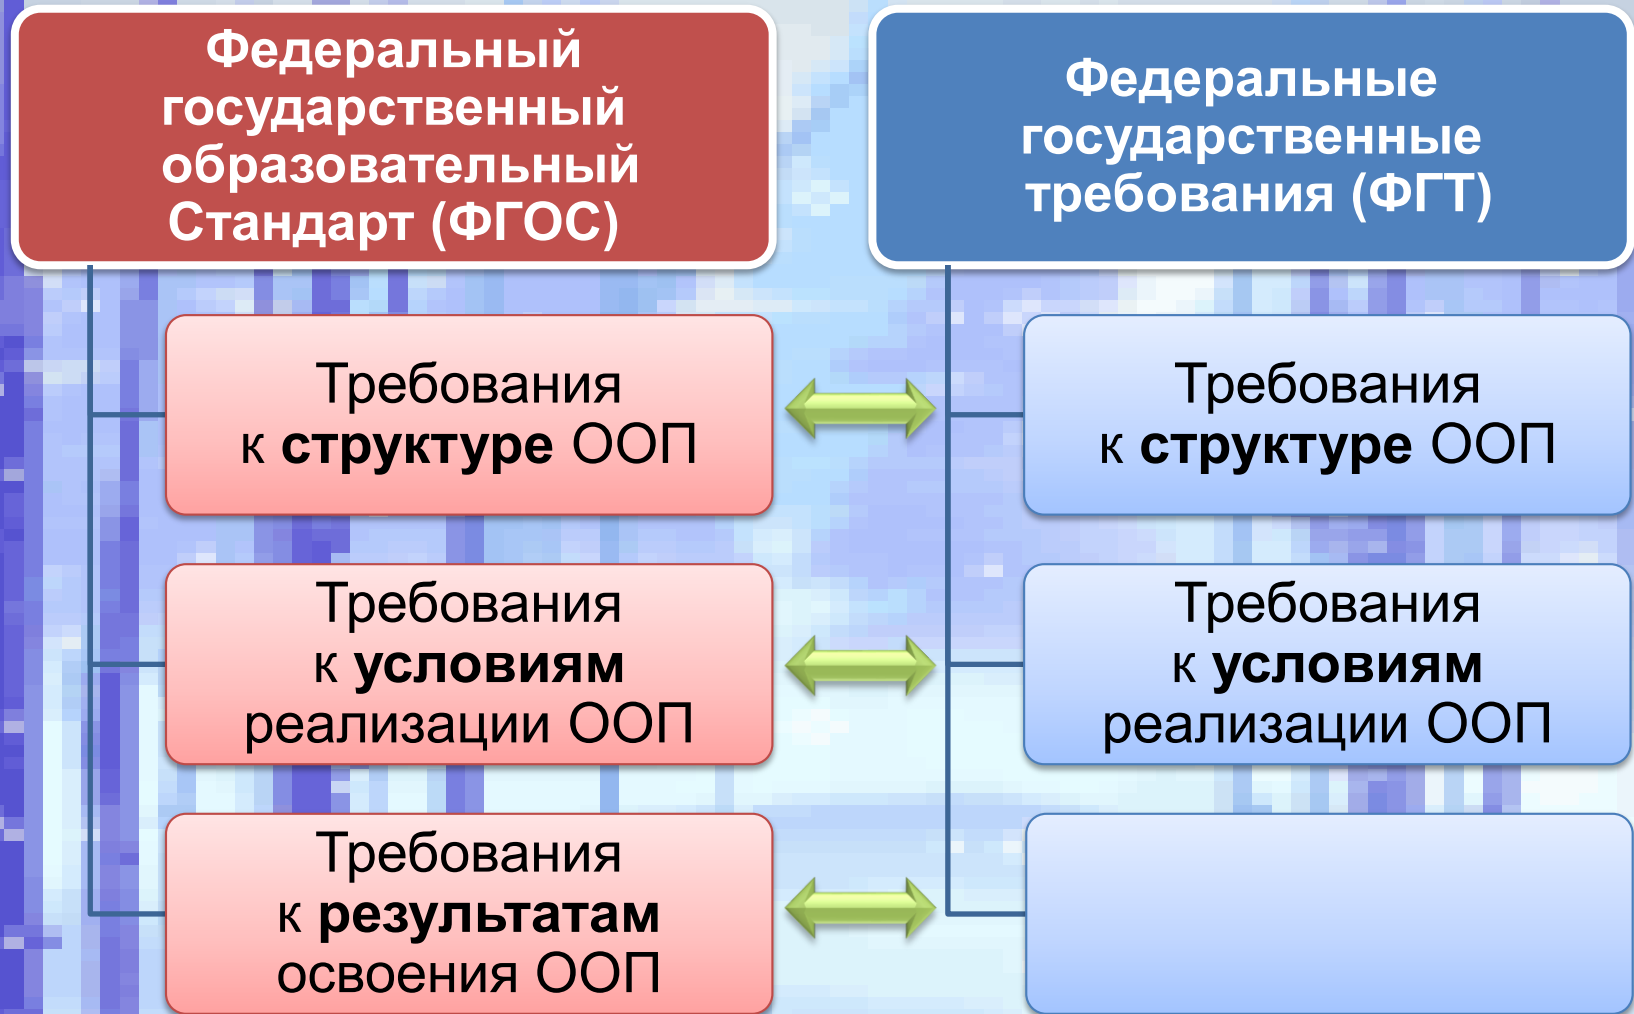 Федеральный
государственный
образовательный
Стандарт (ФГОС)
Требования
к структуре ООП
Требования
к условиям
реализации ООП
Требования
к результатам
освоения ООП
Федеральные
государственные
требования (ФГТ)
Требования
к структуре ООП
Требования
к условиям
реализации ООП